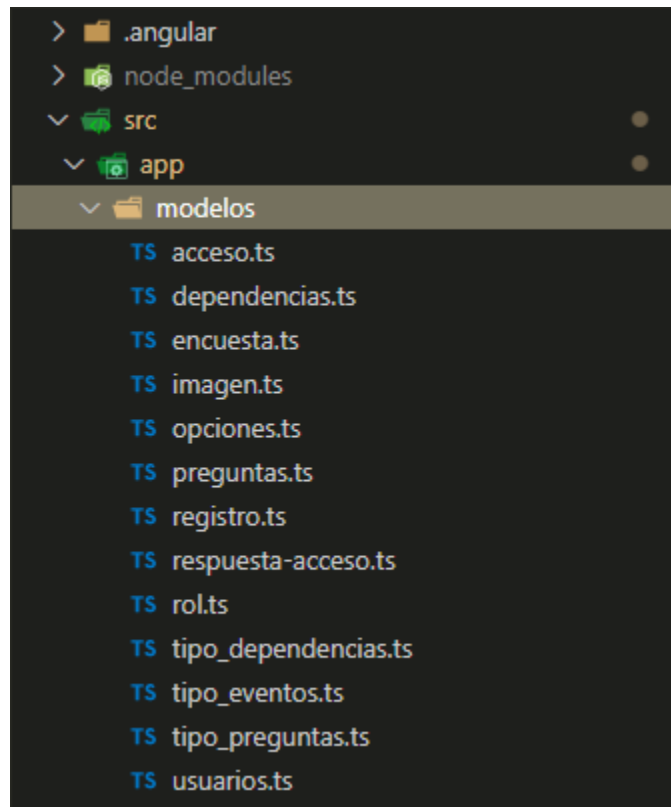 .angular
node_modules
src
app
modelos
TS acceso.ts
TS dependencias.ts
TS encuesta.ts
TS imagen.ts
TS opciones.ts
TS preguntas.ts
TS registro.ts
TS respuesta-acceso.ts
TS rol.ts
TS tipo_dependencias.ts
TS tipo_eventos.ts
TS tipo_preguntas.ts
TS usuarios.ts